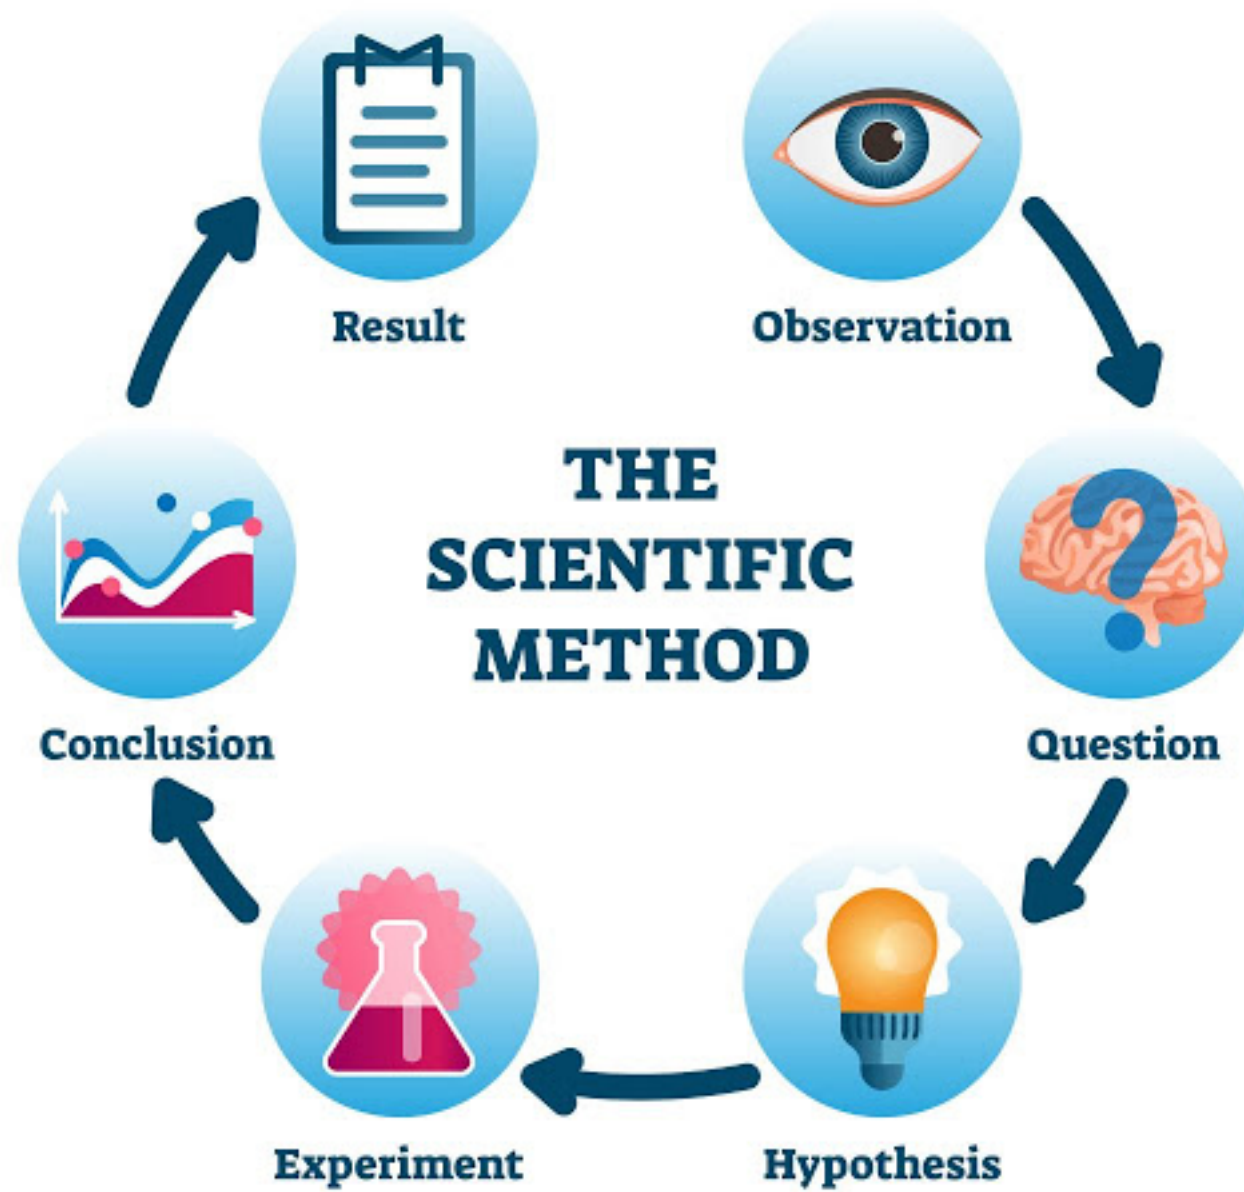 Result
Observation
THE
SCIENTIFIC
METHOD
Conclusion
Question
Experiment
Hypothesis